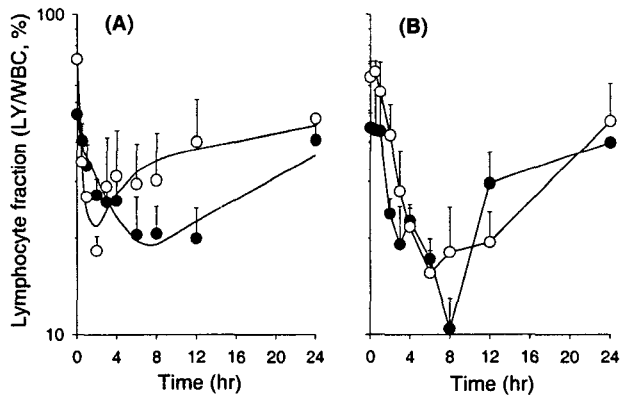 100
(A)
(B)
Lymphocyte fraction (LY/WBC, %)
10
0 4 8 12 16 20 24
0 4 8 12 16 20 24
Time (hr)
Time (hr)